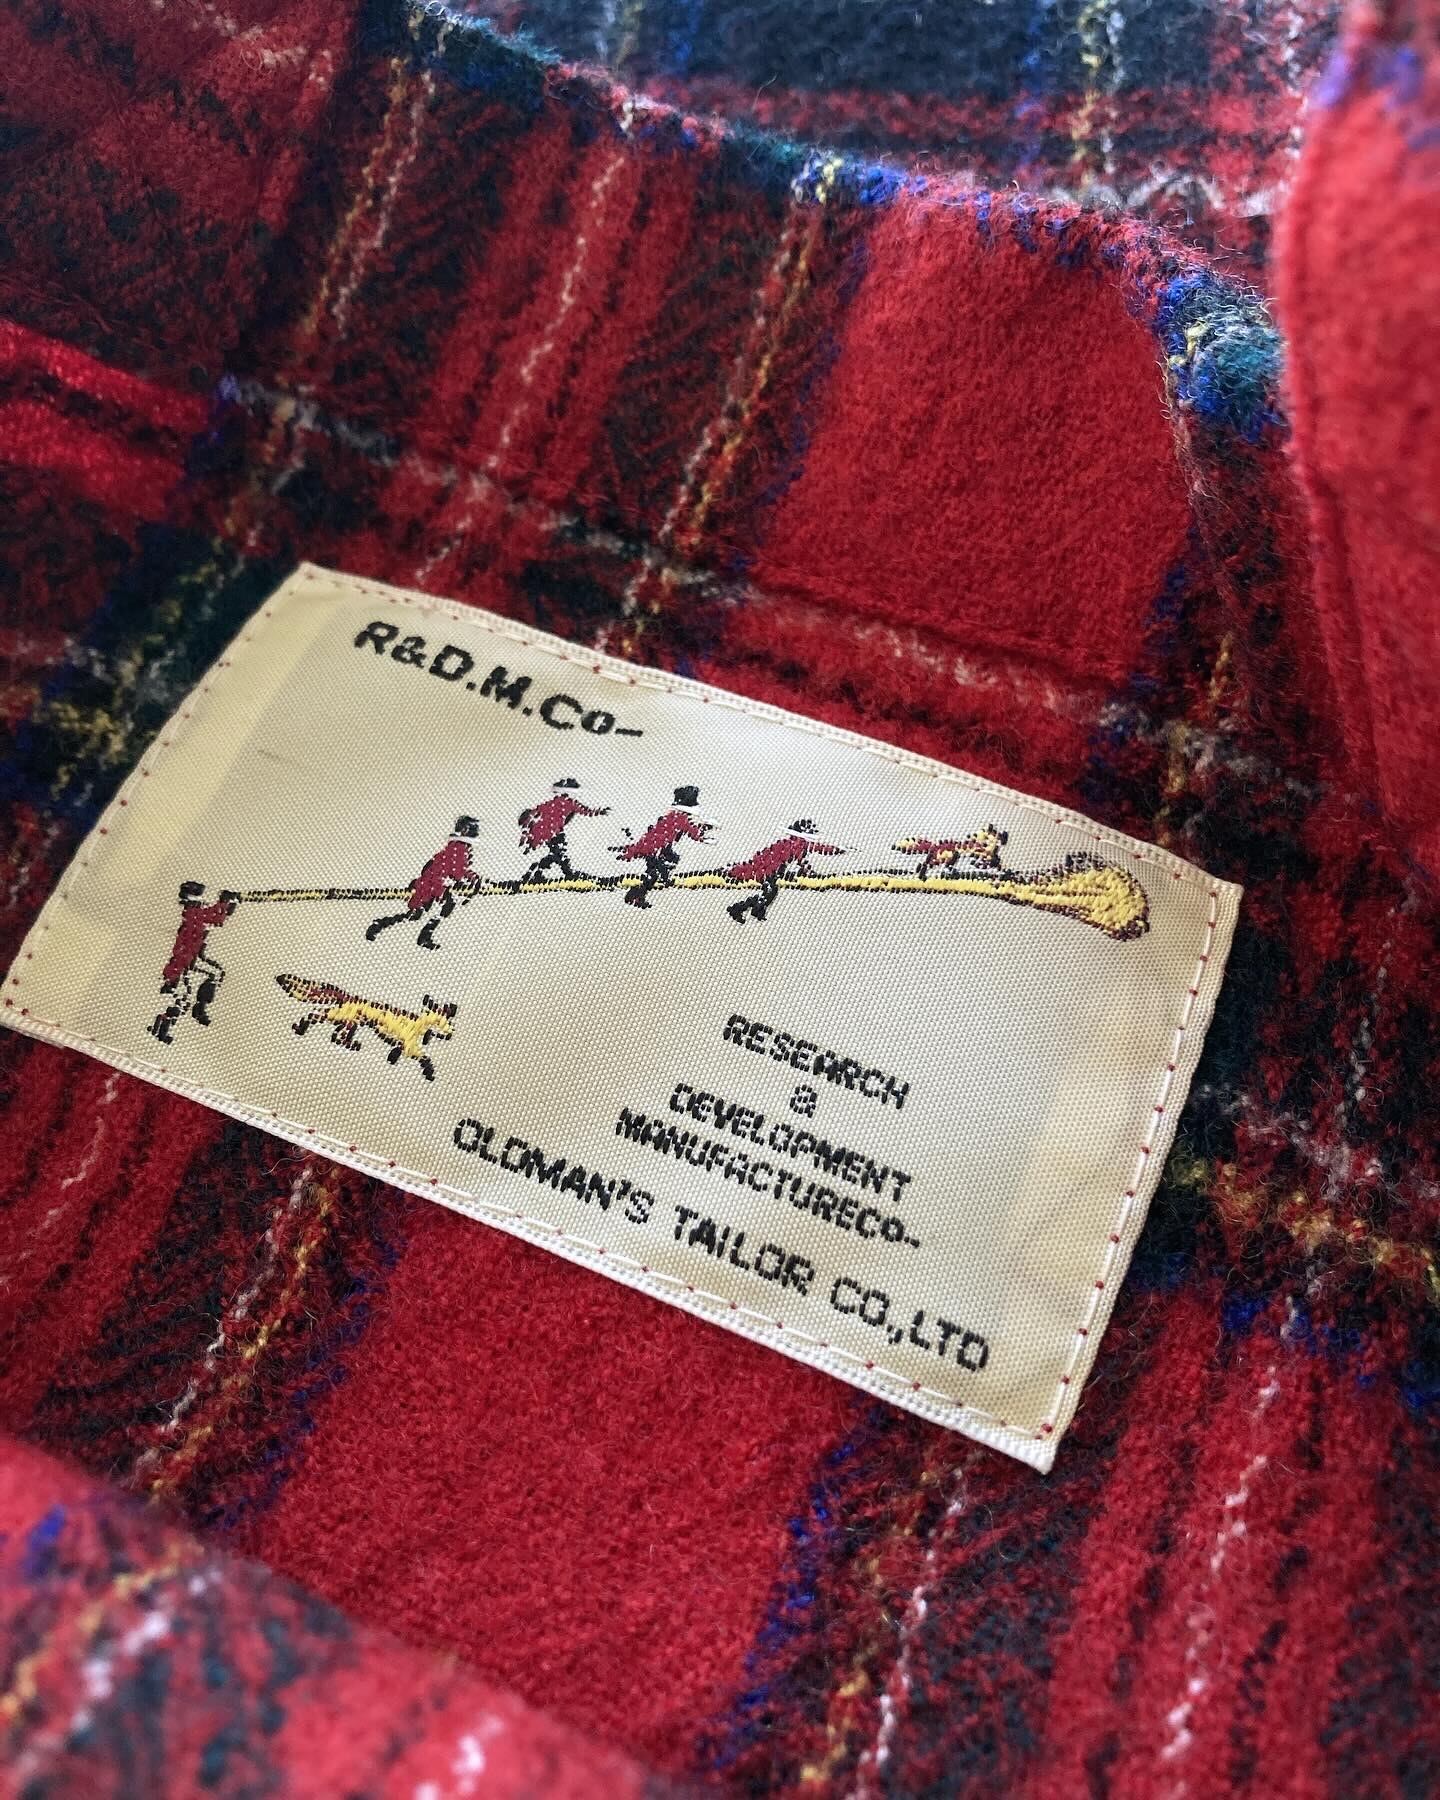 R&D.M.Co-
RESEARCH
&
DEVELOPMENT
MANUFACTURECo-
OLDMAN'S TAILOR CO.,LTD